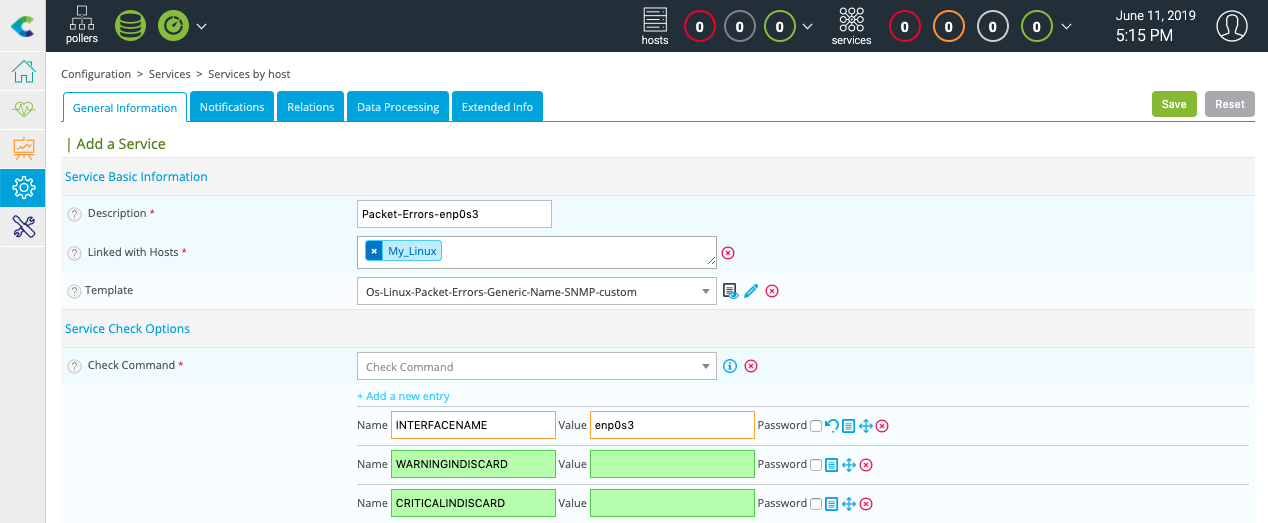 pollers hosts 0 0 0 services 0 0 0 0 June 11, 2019
5:15 PM
Configuration > Services > Services by host
General Information Notifications Relations Data Processing Extended Info Save Reset
| Add a Service
Service Basic Information
? Description * Packet-Errors-enp0s3
? Linked with Hosts * × My_Linux
? Template Os-Linux-Packet-Errors-Generic-Name-SNMP-custom
Service Check Options
? Check Command * Check Command
+ Add a new entry
Name INTERFACENAME Value enp0s3 Password
Name WARNINGINDISCARD Value Password
Name CRITICALINDISCARD Value Password